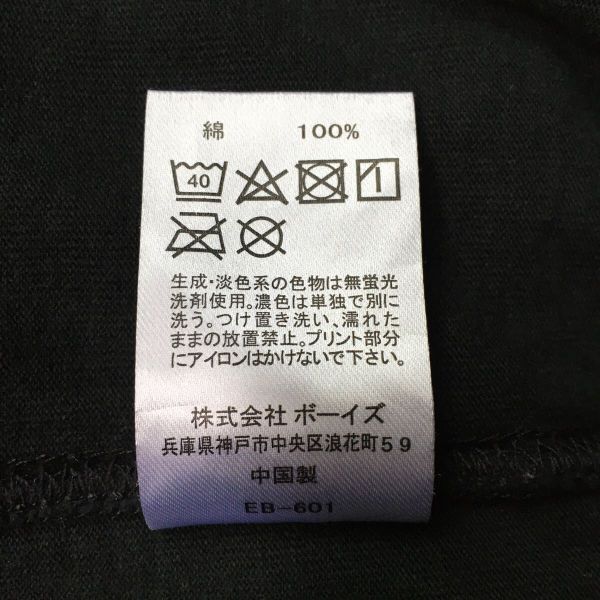 綿 100%
40
生成・淡色系の色物は無蛍光
洗剤使用。濃色は単独で別に
洗う。つけ置き洗い、濡れた
ままの放置禁止。プリント部分
にアイロンはかけないで下さい。
株式会社 ボーイズ
兵庫県神戸市中央区浪花町59
中国製
EB-601